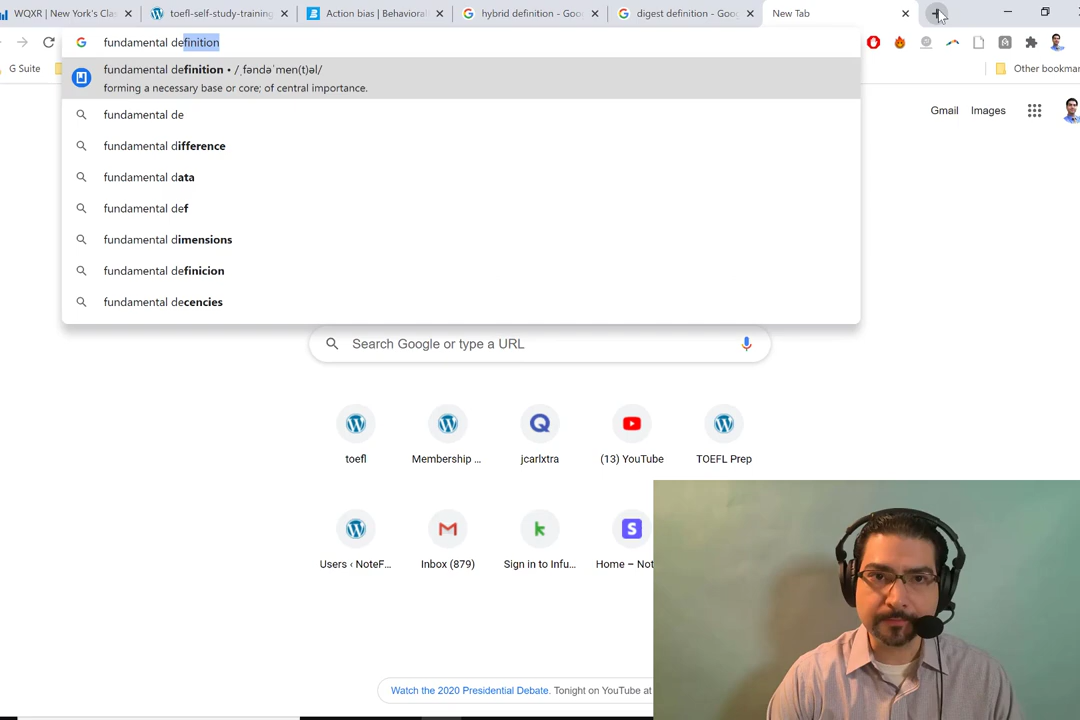 WQXR | New York's Clas
toefl-self-study-training
Action bias | Behavioral
hybrid definition - Goo
digest definition - Goog
New Tab
fundamental definition
G Suite
Other bookmar
fundamental definition • /ˌfəndəˈmen(t)əl/
forming a necessary base or core; of central importance.
fundamental de
fundamental difference
fundamental data
fundamental def
fundamental dimensions
fundamental definicion
fundamental decencies
Gmail Images
Search Google or type a URL
toefl
Membership ...
jcarlxtra
(13) YouTube
TOEFL Prep
Users ‹ NoteF...
Inbox (879)
Sign in to Infu...
Home – Not
Watch the 2020 Presidential Debate. Tonight on YouTube at